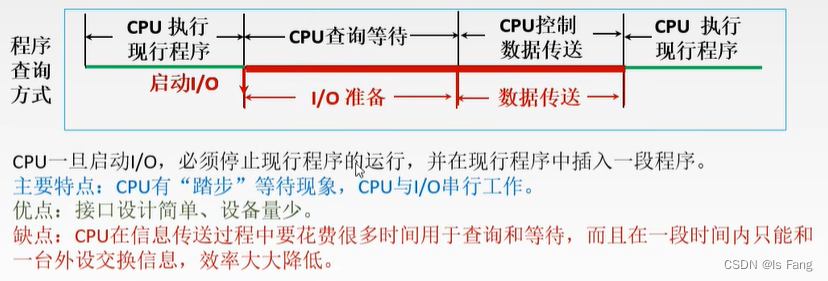 程序
查询
方式
CPU 执行
现行程序
CPU查询等待
CPU控制
数据传送
CPU 执行
现行程序
启动I/O
I/O 准备
数据传送
CPU一旦启动I/O，必须停止现行程序的运行，并在现行程序中插入一段程序。
主要特点：CPU有“踏步”等待现象，CPU与I/O串行工作。
优点：接口设计简单、设备量少。
缺点：CPU在信息传送过程中要花费很多时间用于查询和等待，而且在一段时间内只能和
一台外设交换信息，效率大大降低。
CSDN @Is Fang